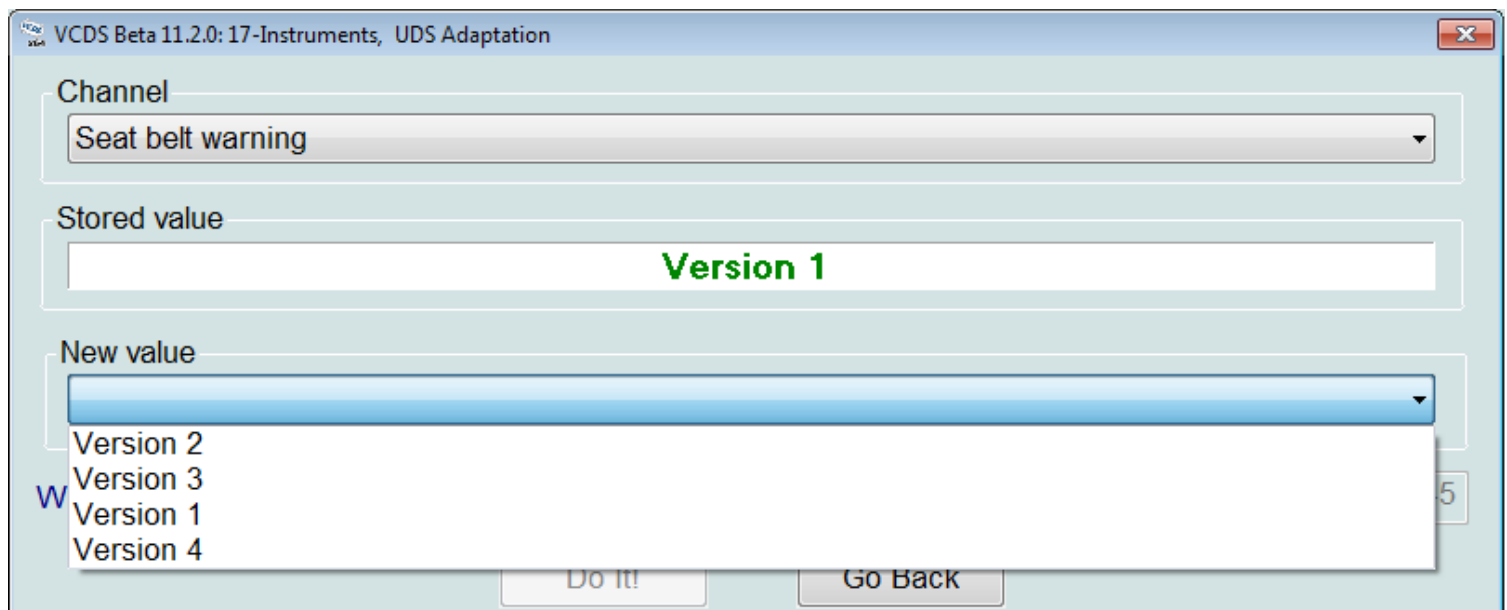 VCDS Beta 11.2.0: 17-Instruments, UDS Adaptation
Channel
Seat belt warning
Stored value
Version 1
New value
Version 2
Version 3
Version 1
Version 4
Do It!
Go Back